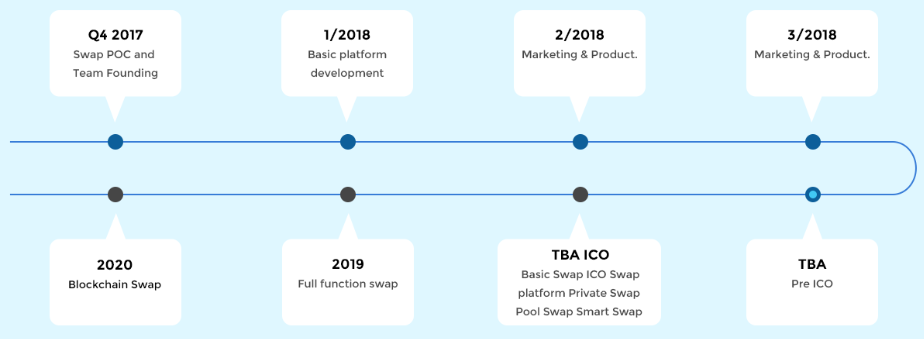 Q4 2017
Swap POC and
Team Founding
1/2018
Basic platform
development
2/2018
Marketing & Product.
3/2018
Marketing & Product.
2020
Blockchain Swap
2019
Full function swap
TBA ICO
Basic Swap ICO Swap
platform Private Swap
Pool Swap Smart Swap
TBA
Pre ICO